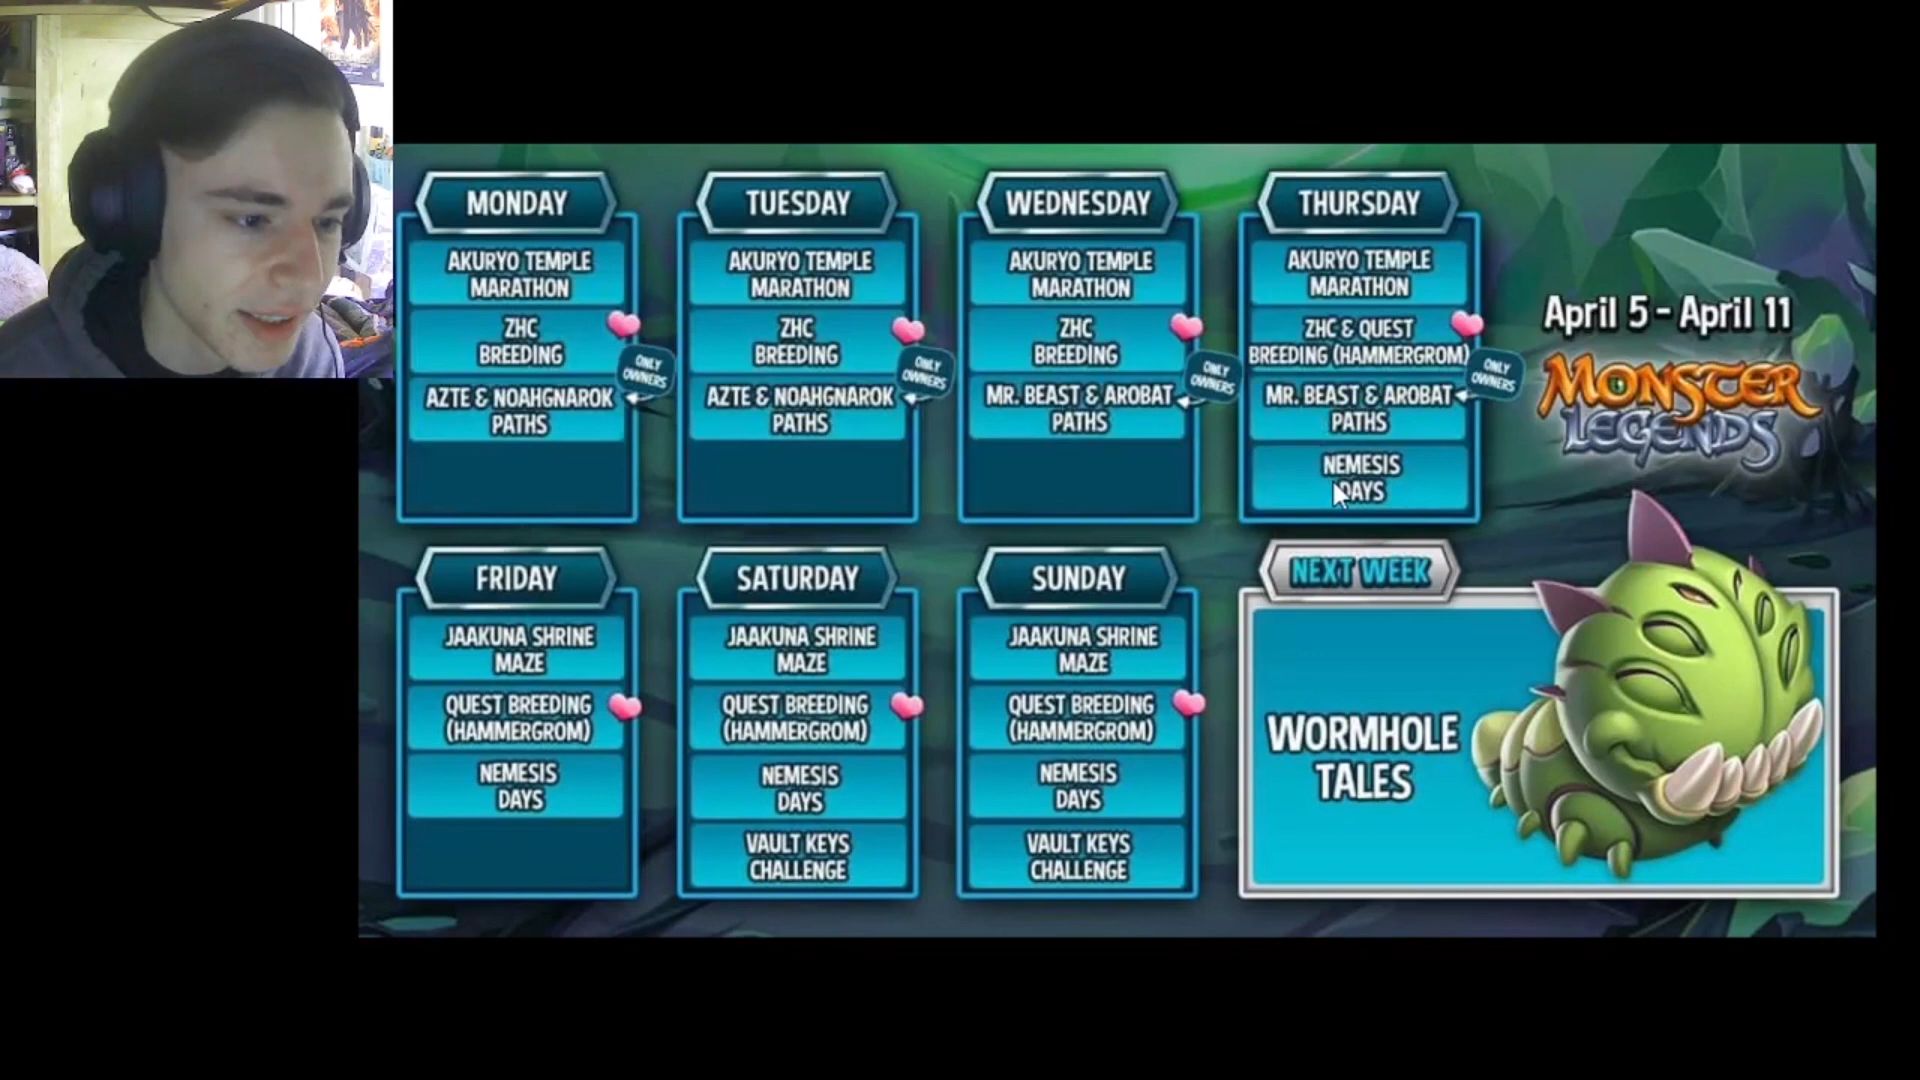 MONDAY
AKURYO TEMPLE
MARATHON
ZHC
BREEDING
ONLY
OWNERS
AZTE & NOAHGNAROK
PATHS
TUESDAY
AKURYO TEMPLE
MARATHON
ZHC
BREEDING
ONLY
OWNERS
AZTE & NOAHGNAROK
PATHS
WEDNESDAY
AKURYO TEMPLE
MARATHON
ZHC
BREEDING
ONLY
OWNERS
MR. BEAST & AROBAT
PATHS
THURSDAY
AKURYO TEMPLE
MARATHON
ZHC & QUEST
BREEDING (HAMMERGROM)
ONLY
OWNERS
MR. BEAST & AROBAT
PATHS
NEMESIS
DAYS
April 5 - April 11
MONSTER
LEGENDS
FRIDAY
JAAKUNA SHRINE
MAZE
QUEST BREEDING
(HAMMERGROM)
NEMESIS
DAYS
SATURDAY
JAAKUNA SHRINE
MAZE
QUEST BREEDING
(HAMMERGROM)
NEMESIS
DAYS
VAULT KEYS
CHALLENGE
SUNDAY
JAAKUNA SHRINE
MAZE
QUEST BREEDING
(HAMMERGROM)
NEMESIS
DAYS
VAULT KEYS
CHALLENGE
NEXT WEEK
WORMHOLE
TALES